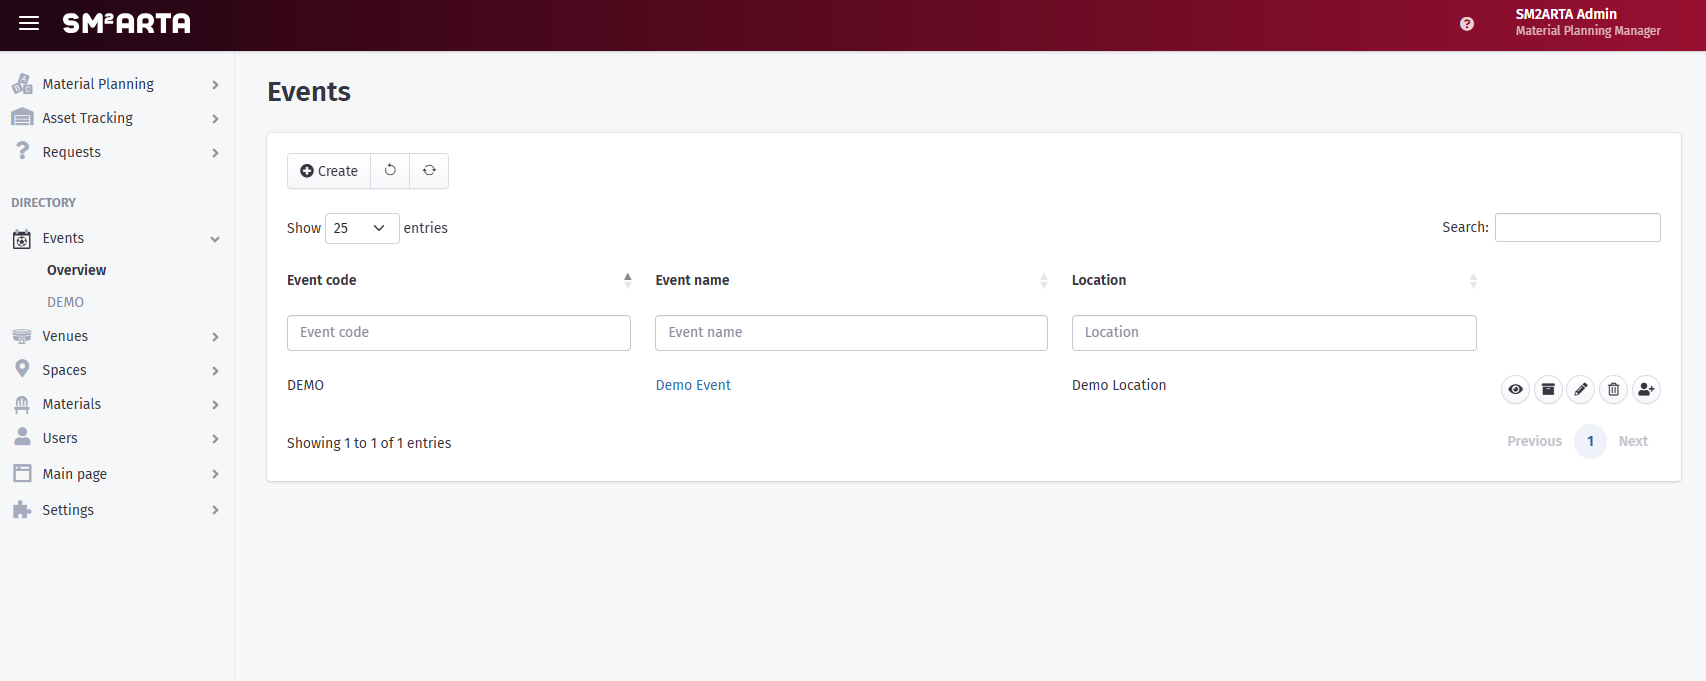 SM²ARTA
SM2ARTA Admin
Material Planning Manager
Material Planning
Asset Tracking
Requests
DIRECTORY
Events
Overview
DEMO
Venues
Spaces
Materials
Users
Main page
Settings
Events
Create
Show 25 entries
Search:
Event code Event name Location
Event code Event name Location
DEMO Demo Event Demo Location
Showing 1 to 1 of 1 entries
Previous 1 Next